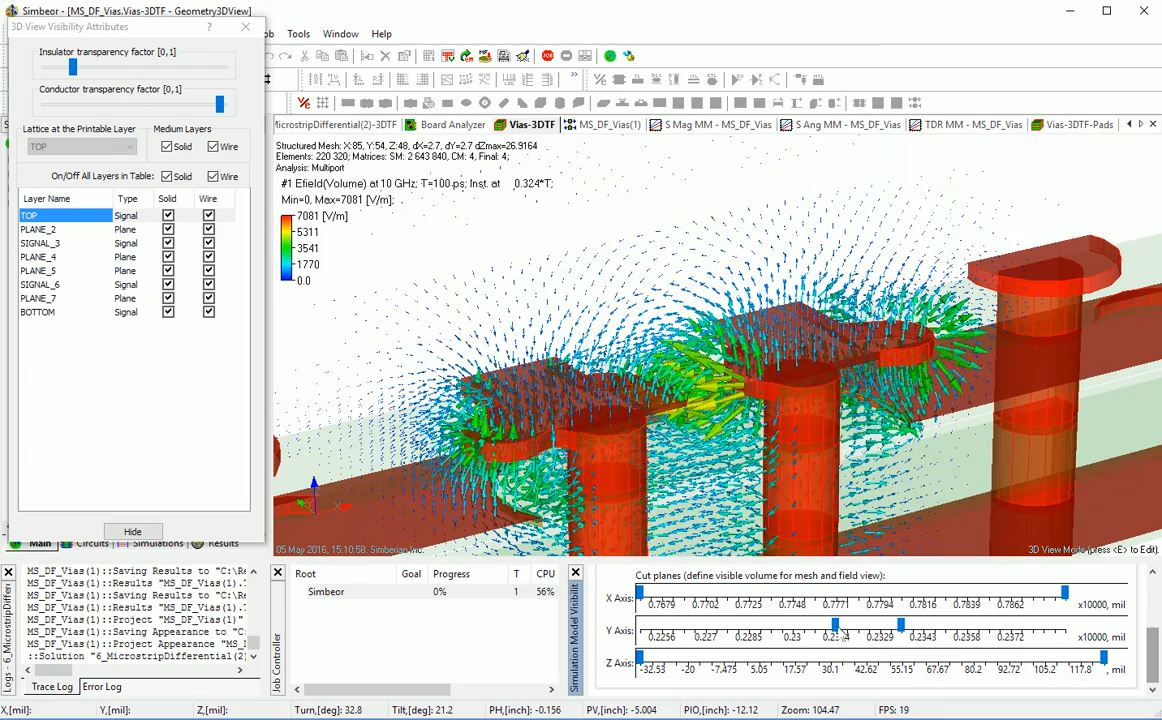 Simbeor - [MS_DF_Vias.Vias-3DTF - Geometry3DView]
3D View Visibility Attributes
?
Tools Window Help
Insulator transparency factor [0,1]
Conductor transparency factor [0,1]
Lattice at the Printable Layer Medium Layers
TOP Solid Wire
On/Off All Layers in Table: Solid Wire
Layer Name Type Solid Wire
TOP Signal
PLANE_2 Plane
SIGNAL_3 Signal
PLANE_4 Plane
PLANE_5 Plane
SIGNAL_6 Signal
PLANE_7 Plane
BOTTOM Signal
Hide
Main Circuits Simulations Results
icrostripDifferential(2)-3DTF Board Analyzer Vias-3DTF MS_DF_Vias(1) S Mag MM - MS_DF_Vias... S Ang MM - MS_DF_Vias... TDR MM - MS_DF_Vias... Vias-3DTF-Pads
Structured Mesh: X:85, Y:54, Z:48, dX=2.7, dY=2.7 dZmax=26.9164
Elements: 220 320; Matrices: SM: 2 643 840, CM: 4, Final: 4;
Analysis: Multiport
#1 Efield(Volume) at 10 GHz; T=100 ps; Inst. at 0.324*T;
Min=0, Max=7081 [V/m];
7081 [V/m]
5311
3541
1770
0.0
05 May 2016, 15:10:58, Simberian Inc.
3D View Mode (press <E> to Edit).
Logs - 6_MicrostripDiffer
MS_DF_Vias(1)::Saving Results to "C:\Re
MS_DF_Vias(1)::Results "MS_DF_Vias(1).
MS_DF_Vias(1)::Saving Results to "C:\Re
MS_DF_Vias(1)::Results "MS_DF_Vias(1).7
MS_DF_Vias(1)::Project "MS_DF_Vias(1).S
MS_DF_Vias(1)::Saving Appearance to "C:
MS_DF_Vias(1)::Project Appearance "MS_D
::Solution "6_MicrostripDifferential(2)
Trace Log Error Log
Job Controller
Root Goal Progress T CPU
Simbeor 0% 1 56%
Simulation Model Visibilit
Cut planes (define visible volume for mesh and field view):
X Axis:
0.7679 0.7702 0.7725 0.7748 0.7771 0.7794 0.7816 0.7839 0.7862 x10000, mil
Y Axis:
0.2256 0.227 0.2285 0.23 0.2329 0.2343 0.2358 0.2372 x10000, mil
Z Axis:
-32.53 -20 -7.475 5.05 17.57 30.1 42.62 55.15 67.67 80.2 92.72 105.2 117.8 , mil
X,[mil]: Y,[mil]: Z,[mil]: Turn,[deg]: 32.8 Tilt,[deg]: 21.2 PH,[inch]: -0.156 PV,[inch]: -5.004 PIO,[inch]: -12.12 Zoom: 104.47 FPS: 19